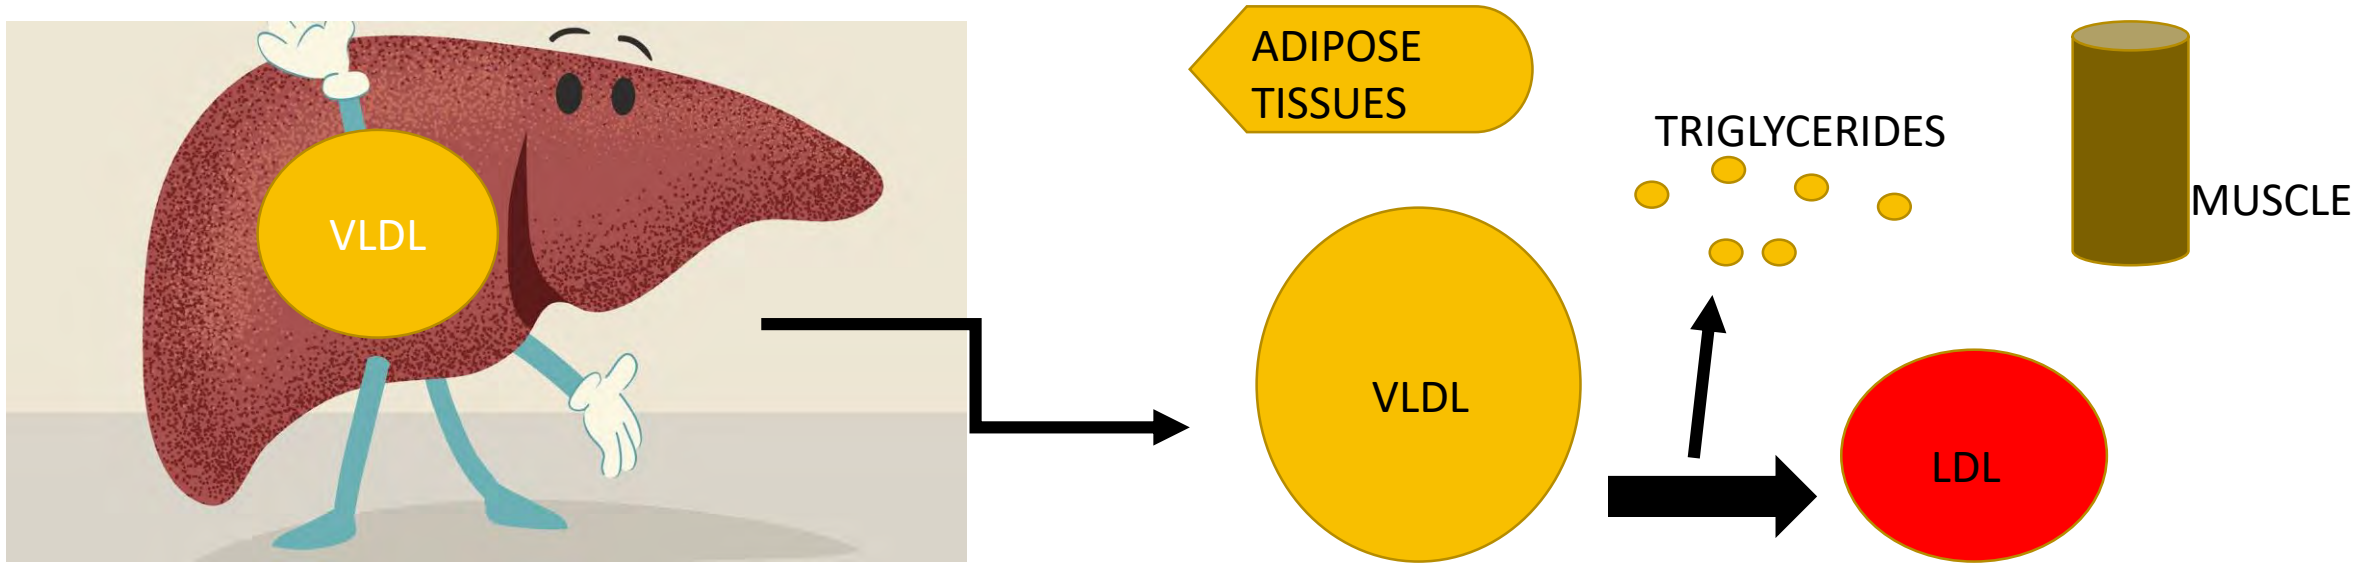 VLDL
ADIPOSE
TISSUES
TRIGLYCERIDES
MUSCLE
VLDL
LDL